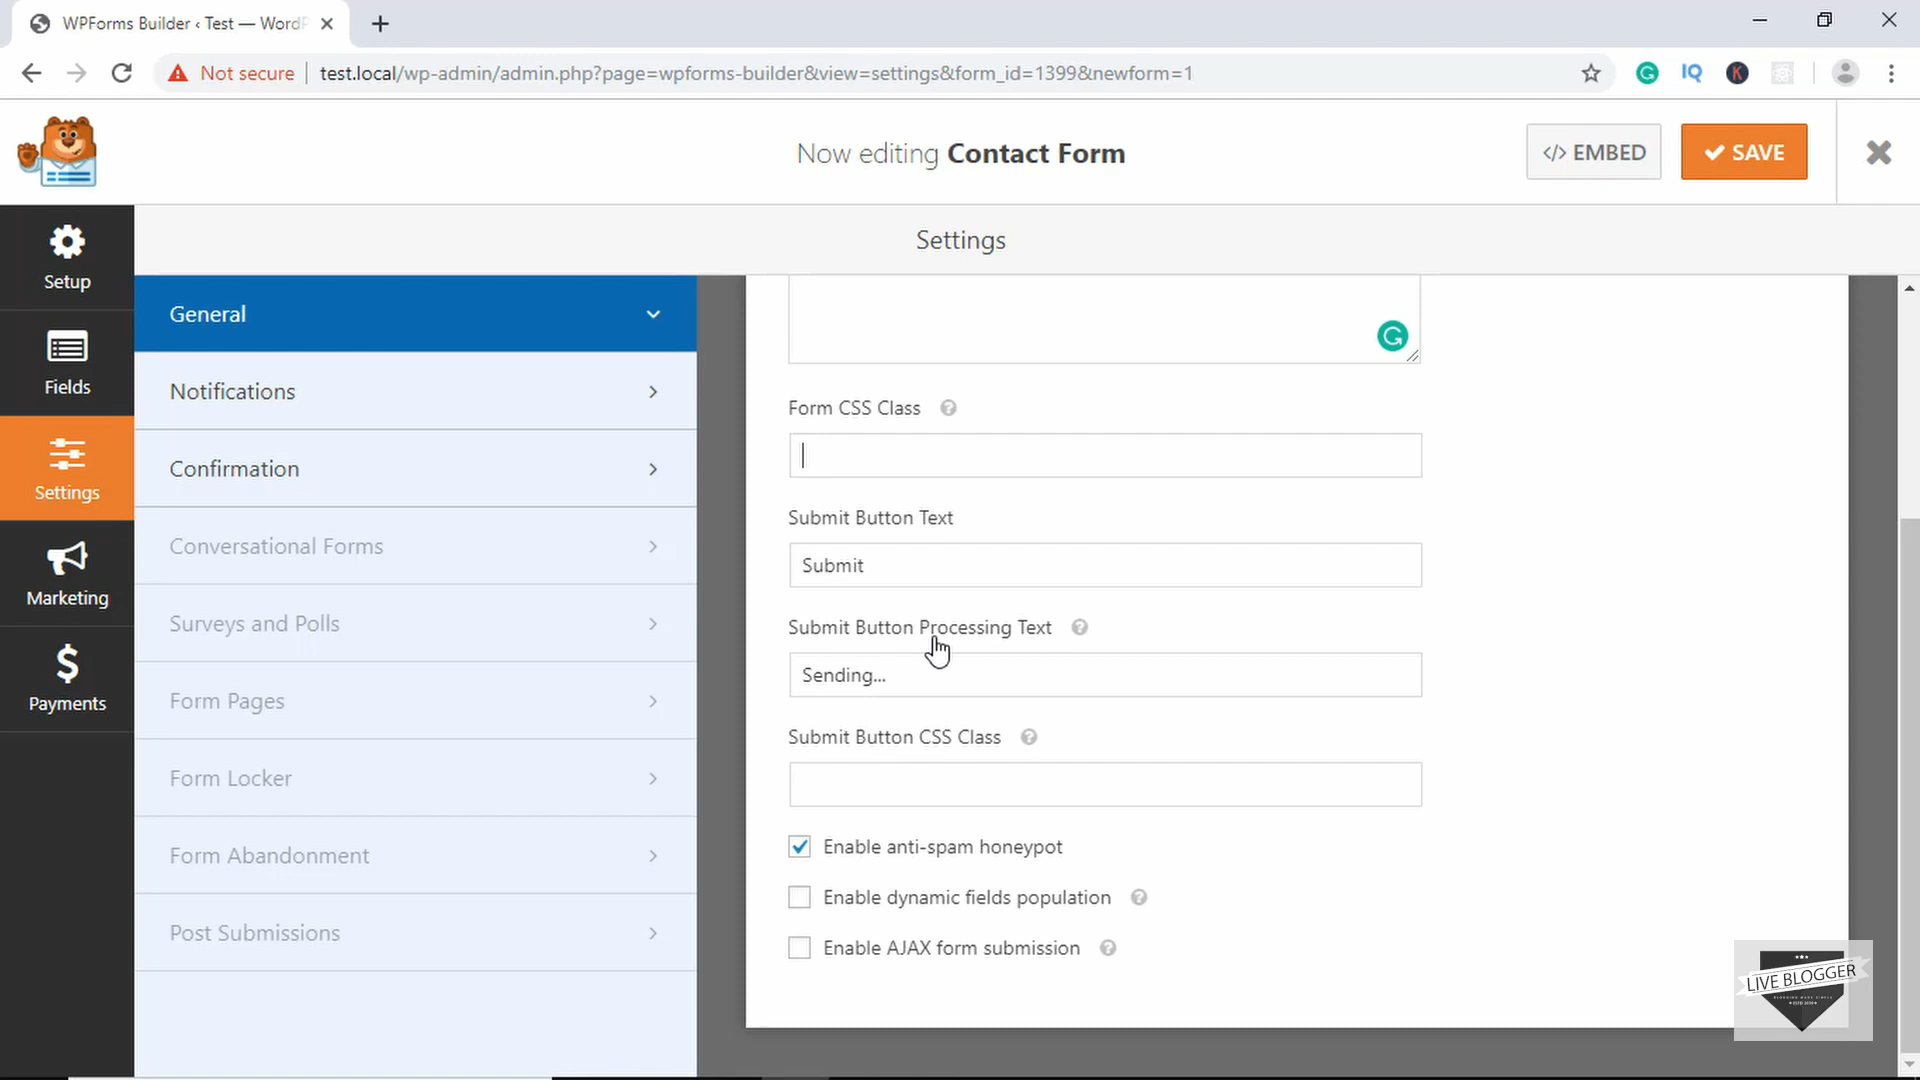 WPForms Builder ‹ Test — WordP
Not secure
test.local/wp-admin/admin.php?page=wpforms-builder&view=settings&form_id=1399&newform=1
IQ
K
Now editing Contact Form
</> EMBED
SAVE
Setup
Fields
Settings
Marketing
Payments
Settings
General
Notifications
Confirmation
Conversational Forms
Surveys and Polls
Form Pages
Form Locker
Form Abandonment
Post Submissions
Form CSS Class
Submit Button Text
Submit
Submit Button Processing Text
Sending...
Submit Button CSS Class
Enable anti-spam honeypot
Enable dynamic fields population
Enable AJAX form submission
LIVE BLOGGER